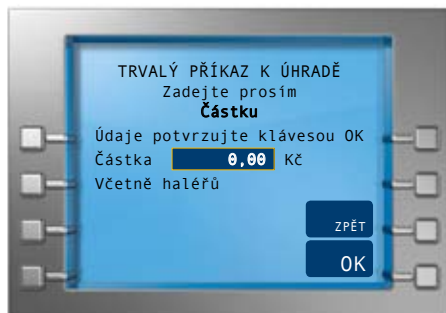 TRVALÝ PŘÍKAZ K ÚHRADĚ
Zadejte prosím
Částku
Údaje potvrzujte klávesou OK
Částka 0,00 Kč
Včetně haléřů
ZPĚT
OK